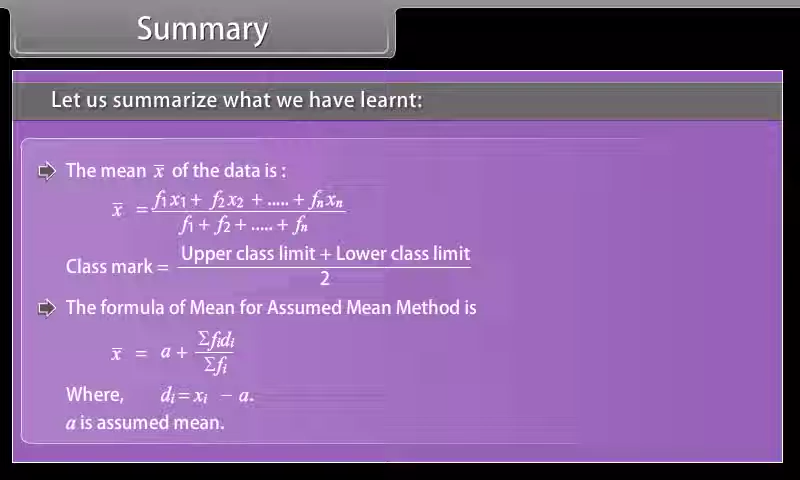 Summary
Let us summarize what we have learnt:
The mean x̅ of the data is :
x̅ = (f₁x₁ + f₂x₂ + ..... + fₙxₙ) / (f₁ + f₂ + ..... + fₙ)
Class mark = (Upper class limit + Lower class limit) / 2
The formula of Mean for Assumed Mean Method is
x̅ = a + Σfᵢdᵢ / Σfᵢ
Where, dᵢ = xᵢ − a.
a is assumed mean.